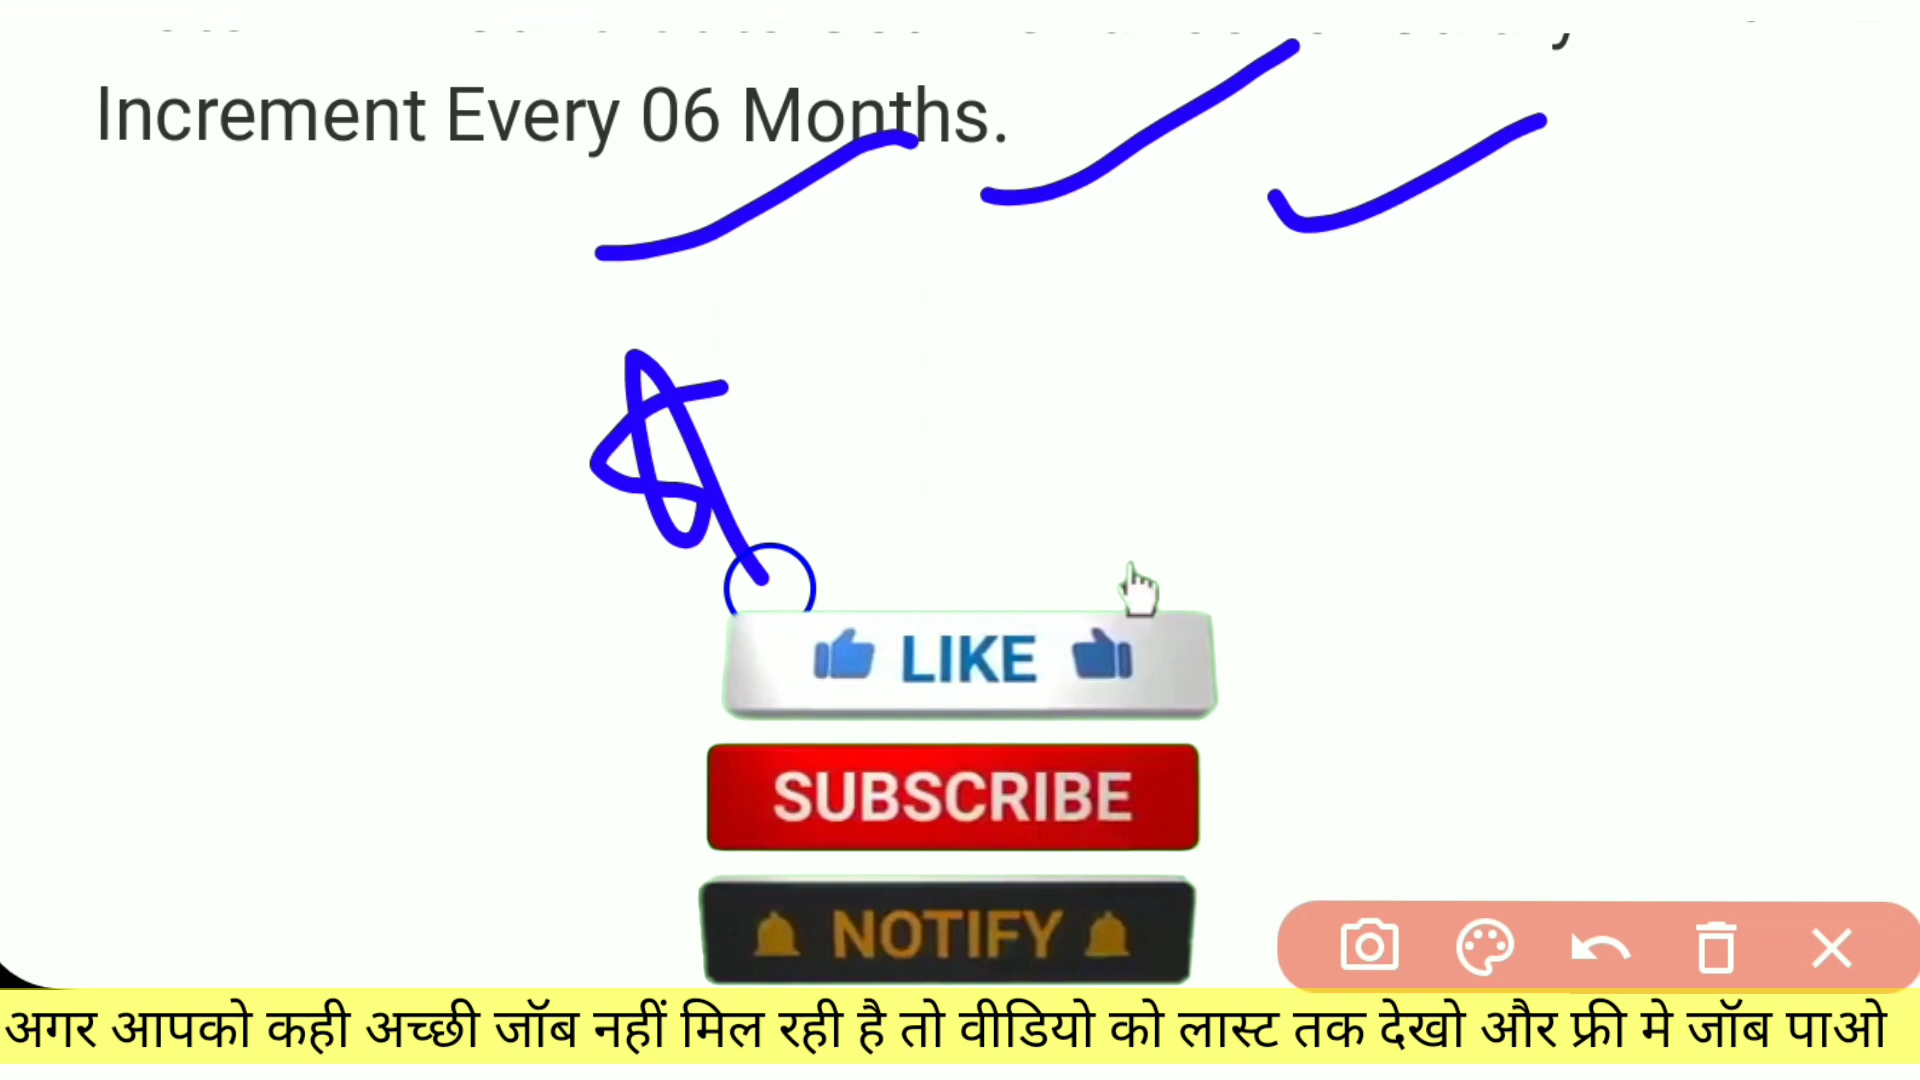 Increment Every 06 Months.
LIKE
SUBSCRIBE
NOTIFY
अगर आपको कही अच्छी जॉब नहीं मिल रही है तो वीडियो को लास्ट तक देखो और फ्री मे जॉब पाओ